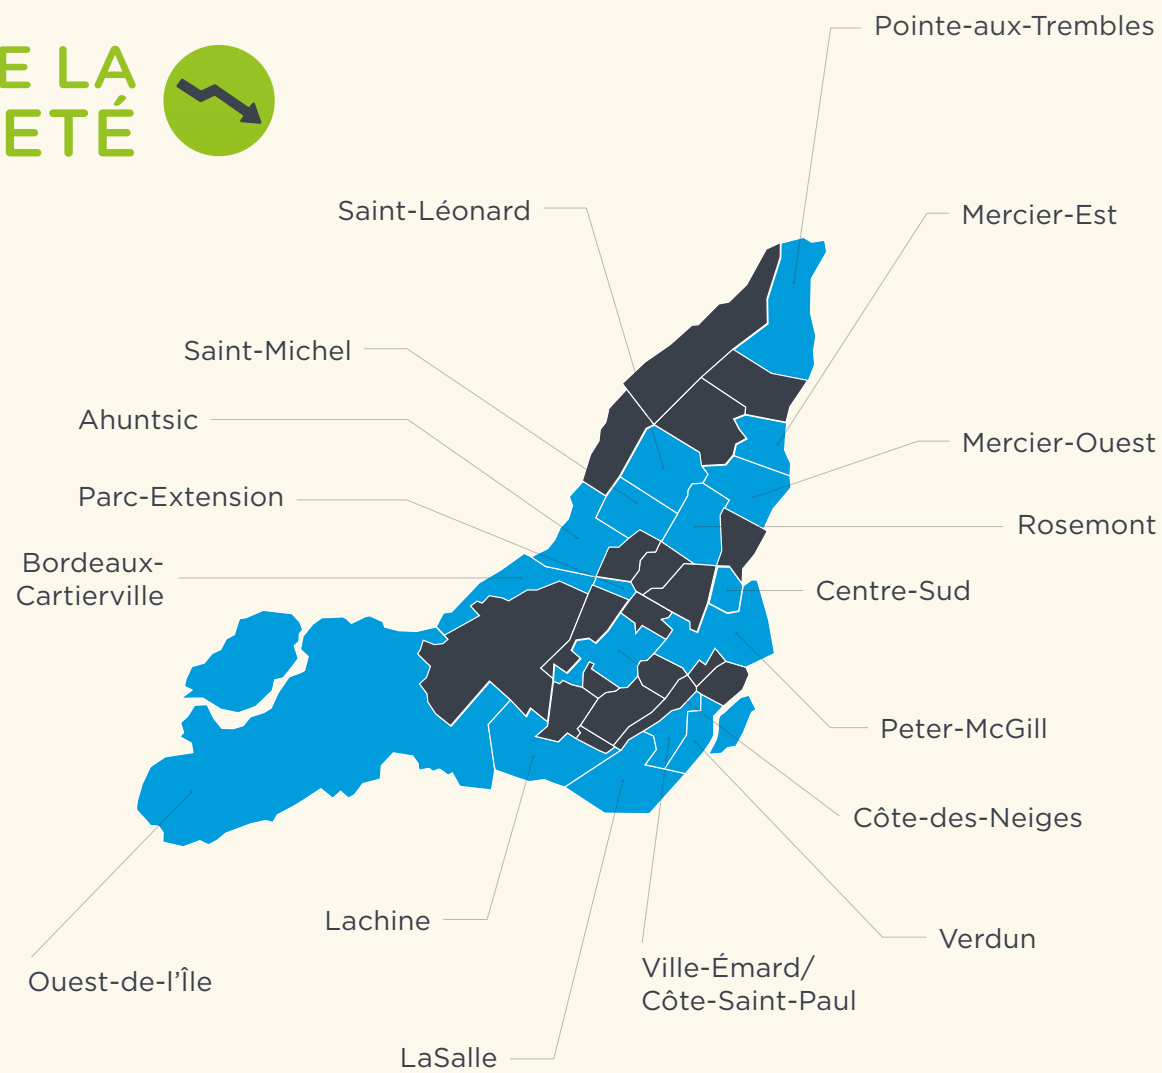 E LA
ETÉ
Pointe-aux-Trembles
Saint-Léonard
Mercier-Est
Saint-Michel
Ahuntsic
Mercier-Ouest
Parc-Extension
Rosemont
Bordeaux-
Cartierville
Centre-Sud
Peter-McGill
Côte-des-Neiges
Lachine
Verdun
Ouest-de-l’Île
Ville-Émard/
Côte-Saint-Paul
LaSalle